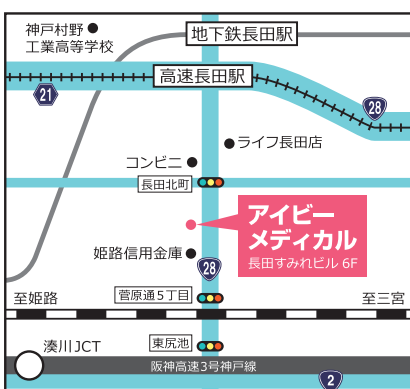 神戸村野
工業高等学校
地下鉄長田駅
高速長田駅
21
28
ライフ長田店
コンビニ
長田北町
アイビー
メディカル
長田すみれビル 6F
姫路信用金庫
28
至姫路
菅原通5丁目
至三宮
湊川JCT
東尻池
阪神高速3号神戸線
2